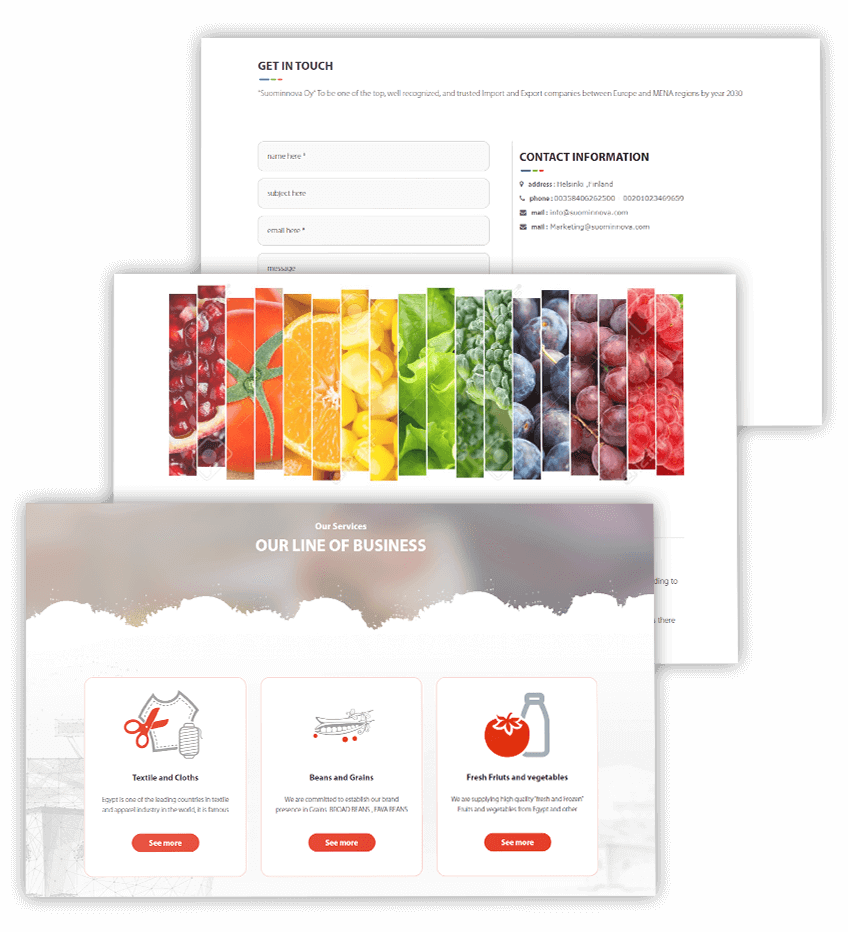 GET IN TOUCH
"Suominnova Oy" To be one of the top, well recognized, and trusted Import and Export companies between Europe and MENA regions by year 2030
name here *
subject here
email here *
message
CONTACT INFORMATION
address : Helsinki ,Finland
phone : 00358406262500 00201023469659
mail : info@suominnova.com
mail : Marketing@suominnova.com
ding to
s there
Our Services
OUR LINE OF BUSINESS
Textile and Cloths
Egypt is one of the leading countries in textile
and apparel industry in the world, it is famous
See more
Beans and Grains
We are committed to establish our brand
presence in Grains BROAD BEANS , FAVA BEANS
See more
Fresh Friuts and vegetables
We are supplying high quality "fresh and Frozen"
Fruits and vegetables from Egypt and other
See more